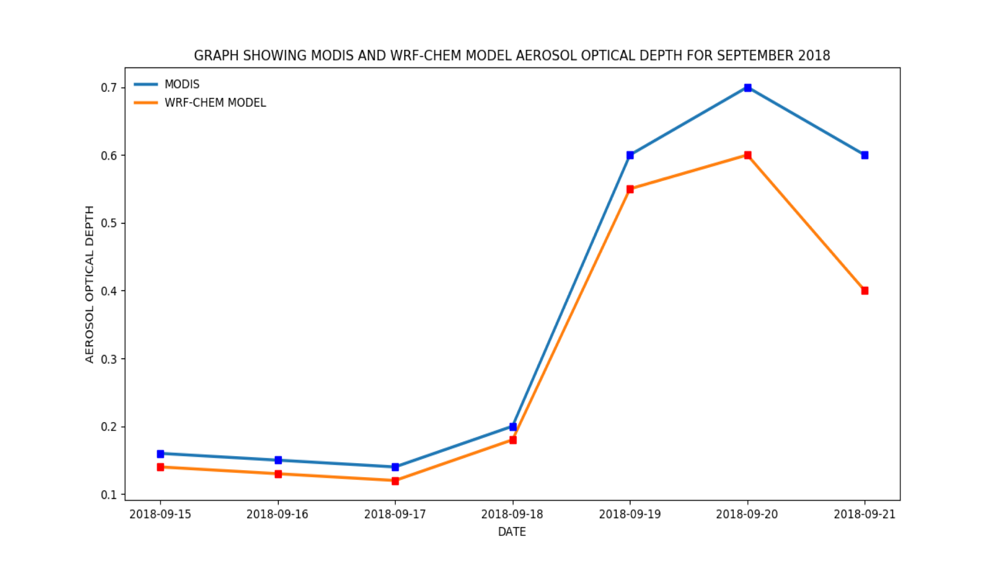 GRAPH SHOWING MODIS AND WRF-CHEM MODEL AEROSOL OPTICAL DEPTH FOR SEPTEMBER 2018
MODIS
WRF-CHEM MODEL
AEROSOL OPTICAL DEPTH
0.7
0.6
0.5
0.4
0.3
0.2
0.1
2018-09-15 2018-09-16 2018-09-17 2018-09-18 2018-09-19 2018-09-20 2018-09-21
DATE